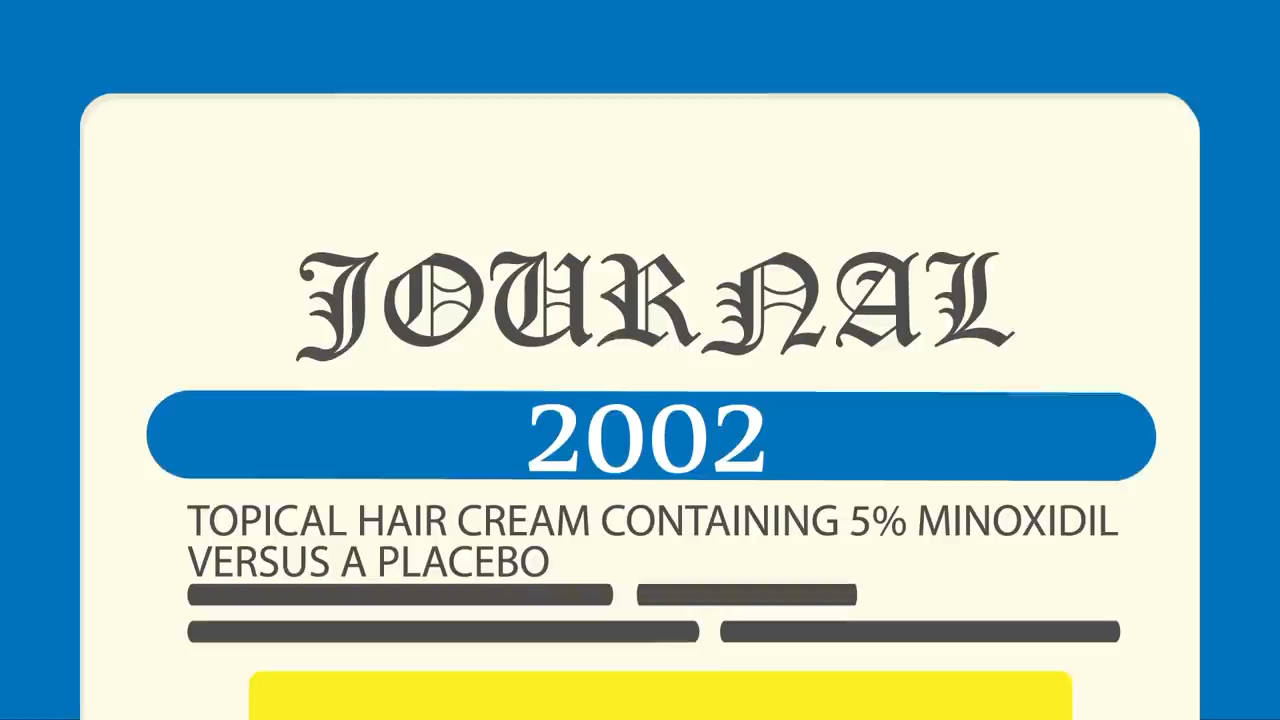 JOURNAL
2002
TOPICAL HAIR CREAM CONTAINING 5% MINOXIDIL
VERSUS A PLACEBO